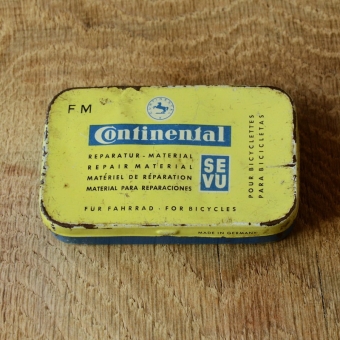 FM
Continental
REPARATUR - MATERIAL
REPAIR MATERIAL
MATÉRIEL DE RÉPARATION
MATERIAL PARA REPARACIONES
SE
VU
POUR BICYCLETTES
PARA BICICLETAS
FÜR FAHRRAD - FOR BICYCLES
MADE IN GERMANY